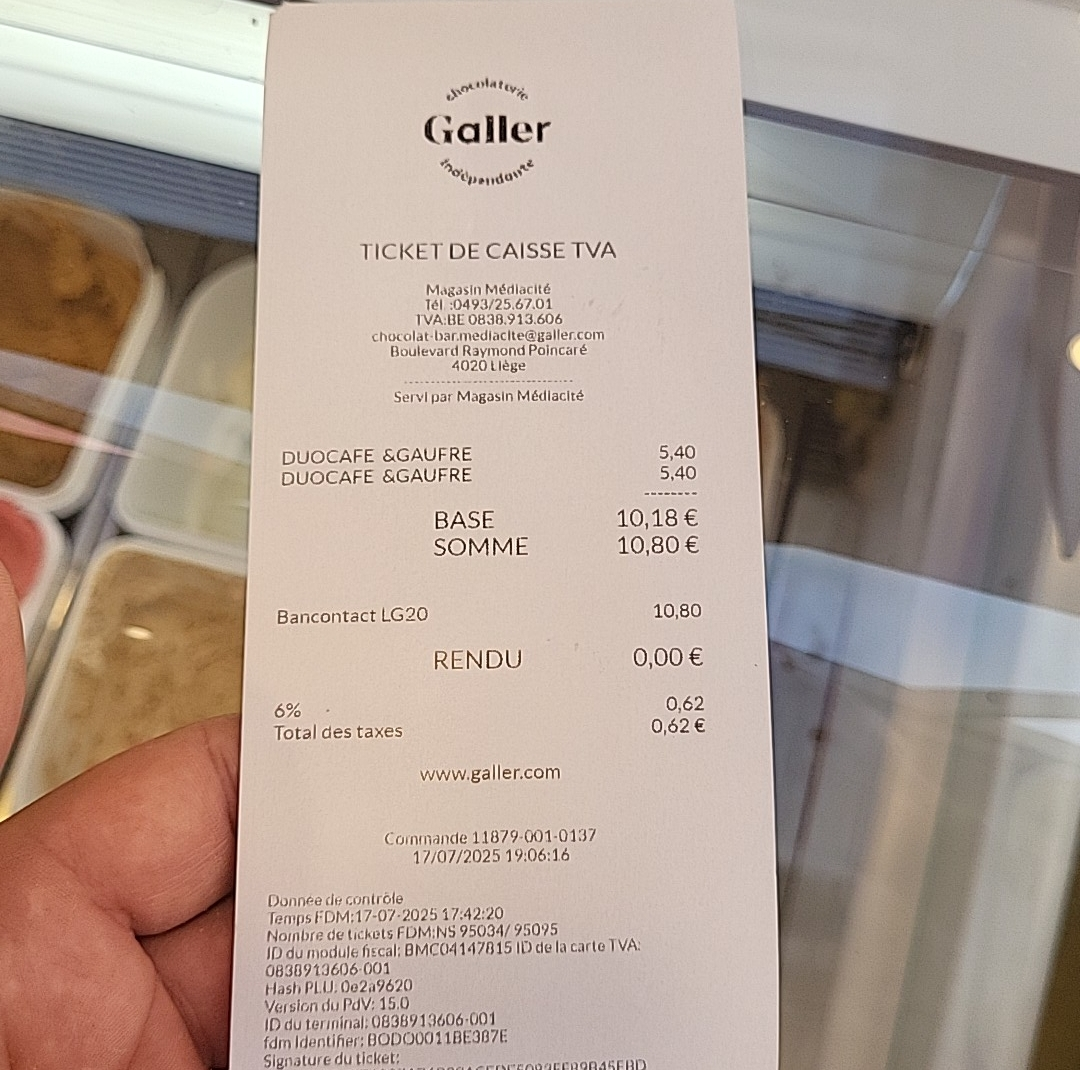 chocolaterie
Galler
indépendante
TICKET DE CAISSE TVA
Magasin Médiacité
Tél :0493/25.67.01
TVA:BE 0838.913.606
chocolat-bar.mediacite@galler.com
Boulevard Raymond Poincaré
4020 Liège
Servi par Magasin Médiacité
DUOCAFE &GAUFRE 5,40
DUOCAFE &GAUFRE 5,40
BASE 10,18 €
SOMME 10,80 €
Bancontact LG20 10,80
RENDU 0,00 €
6% 0,62
Total des taxes 0,62 €
www.galler.com
Commande 11879-001-0137
17/07/2025 19:06:16
Donnée de contrôle
Temps FDM:17-07-2025 17:42:20
Nombre de tickets FDM:NS 95034/ 95095
ID du module fiscal: BMC04147815 ID de la carte TVA:
0838913606-001
Hash PLU: 0e2a9620
Version du PdV: 15.0
ID du terminal: 0838913606-001
fdm Identifier: BODO0011BE387E
Signature du ticket: